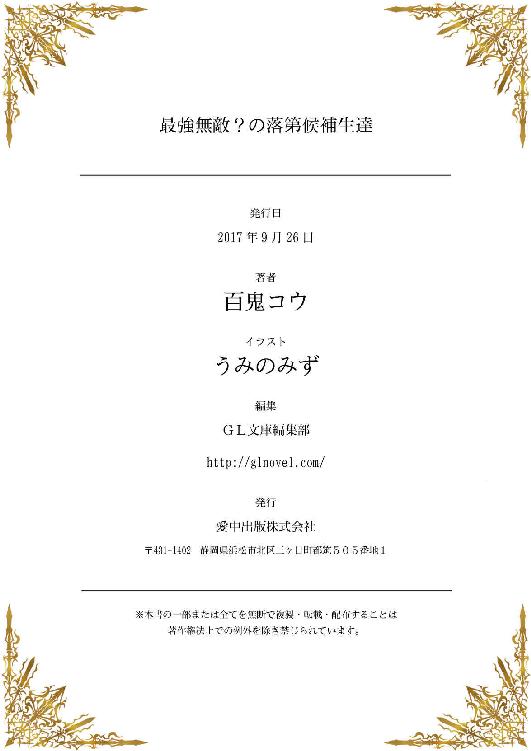 最強無敵？の落第候補生達
発行日
2017 年 9 月 26 日
著者
百鬼コウ
イラスト
うみのみず
編集
ＧＬ文庫編集部
http://glnovel.com/
発行
愛中出版株式会社
〒431-1402　静岡県浜松市北区三ヶ日町都筑５０５番地１
※本書の一部または全てを無断で複製・転載・配布することは
著作権法上での例外を除き禁じられています。